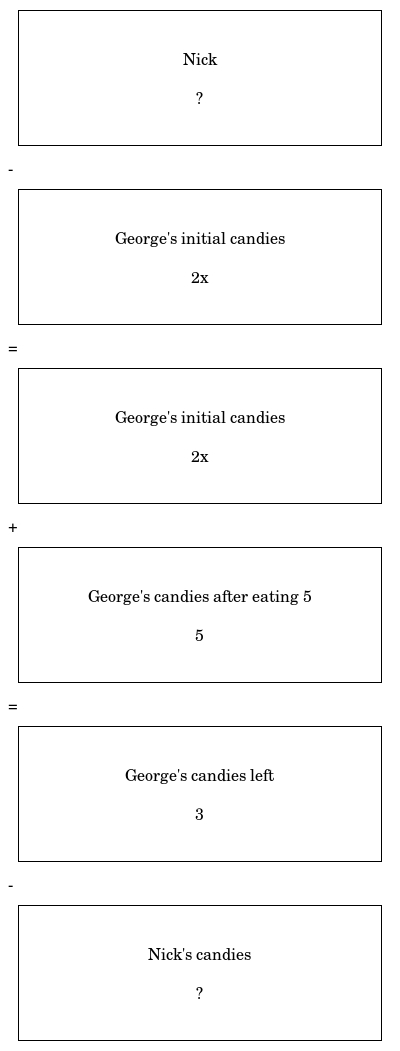 Nick
?
-
George's initial candies
2x
=
George's initial candies
2x
+
George's candies after eating 5
5
=
George's candies left
3
-
Nick's candies
?